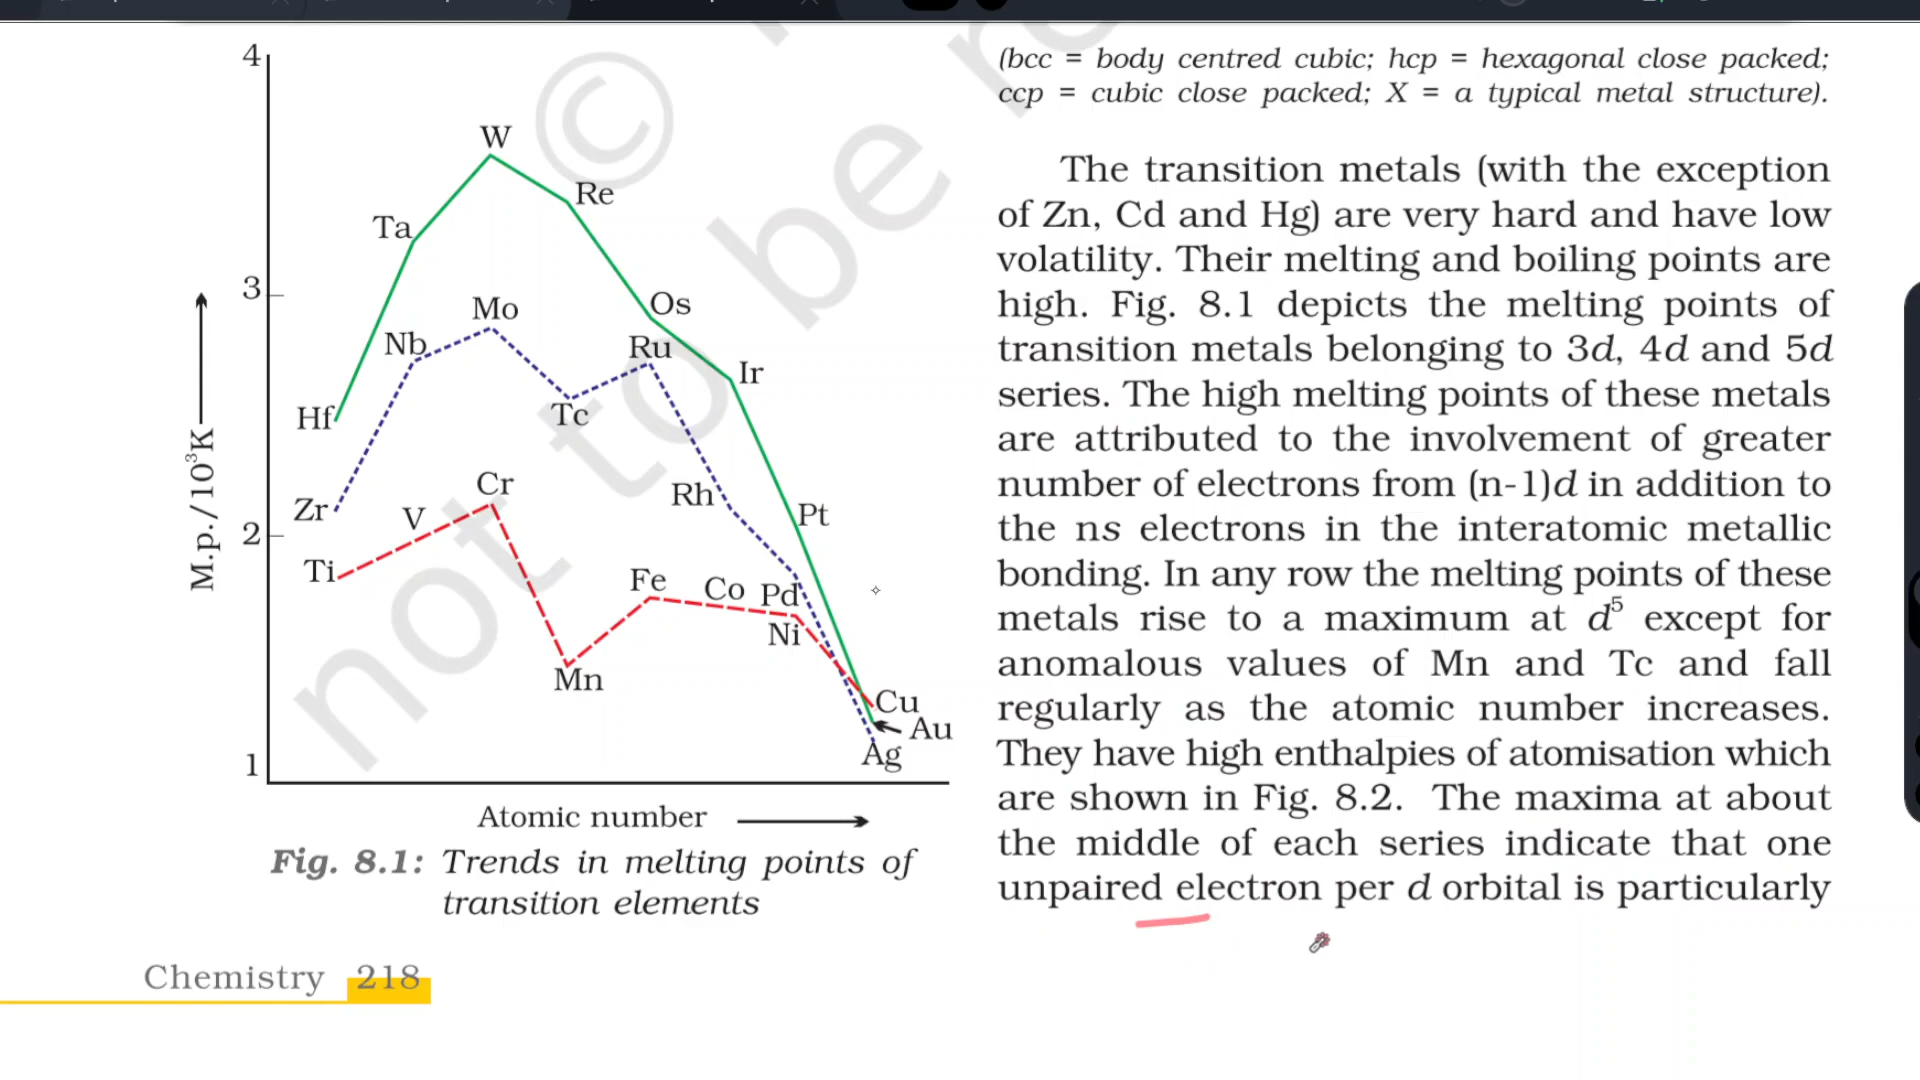 4
3
2
1
M.p./10³K
W
Re
Ta
Os
Mo
Nb
Ru
Ir
Hf
Tc
Cr
Rh
Zr
V
Pt
Ti
Fe
Co
Pd
Ni
Mn
Cu
Au
Ag
Atomic number
Fig. 8.1: Trends in melting points of
transition elements
(bcc = body centred cubic; hcp = hexagonal close packed;
ccp = cubic close packed; X = a typical metal structure).
The transition metals (with the exception
of Zn, Cd and Hg) are very hard and have low
volatility. Their melting and boiling points are
high. Fig. 8.1 depicts the melting points of
transition metals belonging to 3d, 4d and 5d
series. The high melting points of these metals
are attributed to the involvement of greater
number of electrons from (n-1)d in addition to
the ns electrons in the interatomic metallic
bonding. In any row the melting points of these
metals rise to a maximum at d⁵ except for
anomalous values of Mn and Tc and fall
regularly as the atomic number increases.
They have high enthalpies of atomisation which
are shown in Fig. 8.2. The maxima at about
the middle of each series indicate that one
unpaired electron per d orbital is particularly
Chemistry 218
©
not to be re